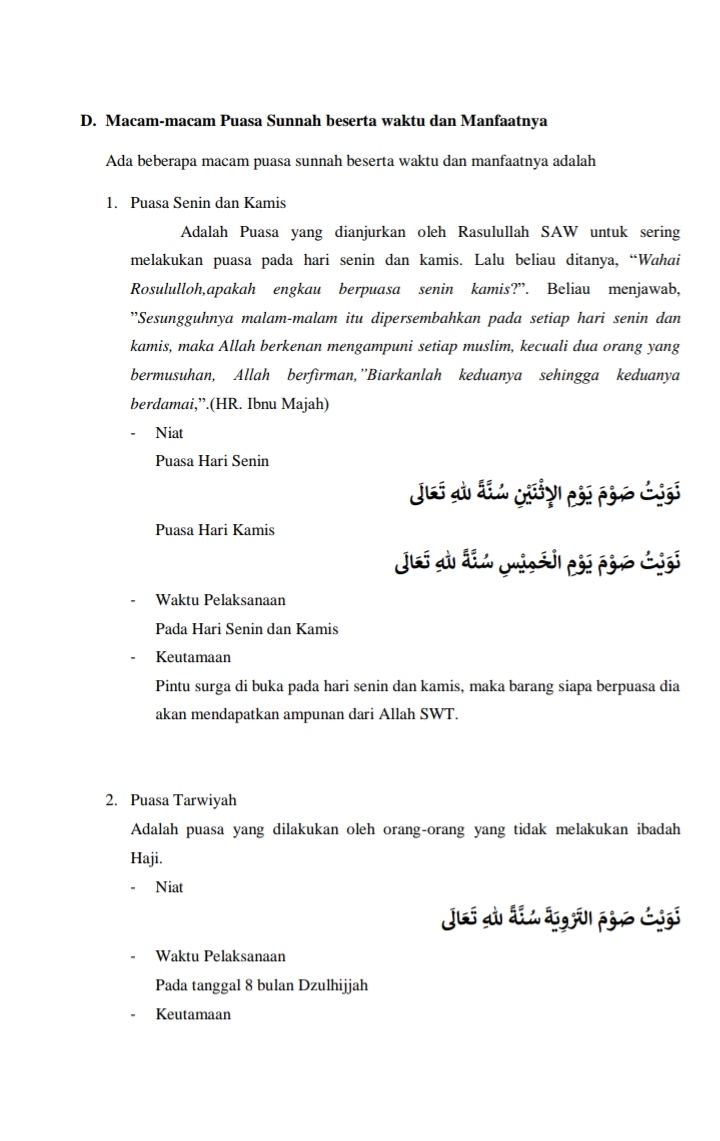 D. Macam-macam Puasa Sunnah beserta waktu dan Manfaatnya
Ada beberapa macam puasa sunnah beserta waktu dan manfaatnya adalah
1. Puasa Senin dan Kamis
Adalah Puasa yang dianjurkan oleh Rasulullah SAW untuk sering
melakukan puasa pada hari senin dan kamis. Lalu beliau ditanya, “Wahai
Rosululloh,apakah engkau berpuasa senin kamis?”. Beliau menjawab,
”Sesungguhnya malam-malam itu dipersembahkan pada setiap hari senin dan
kamis, maka Allah berkenan mengampuni setiap muslim, kecuali dua orang yang
bermusuhan, Allah berfirman,”Biarkanlah keduanya sehingga keduanya
berdamai,”.(HR. Ibnu Majah)
- Niat
Puasa Hari Senin
نَوَيْتُ صَوْمَ يَوْمِ الإِثْنَيْنِ سُنَّةً لِلهِ تَعَالَى
Puasa Hari Kamis
نَوَيْتُ صَوْمَ يَوْمِ الْخَمِيْسِ سُنَّةً لِلهِ تَعَالَى
- Waktu Pelaksanaan
Pada Hari Senin dan Kamis
- Keutamaan
Pintu surga di buka pada hari senin dan kamis, maka barang siapa berpuasa dia
akan mendapatkan ampunan dari Allah SWT.
2. Puasa Tarwiyah
Adalah puasa yang dilakukan oleh orang-orang yang tidak melakukan ibadah
Haji.
- Niat
نَوَيْتُ صَوْمَ التَّرْوِيَةَ سُنَّةً لِلهِ تَعَالَى
- Waktu Pelaksanaan
Pada tanggal 8 bulan Dzulhijjah
- Keutamaan